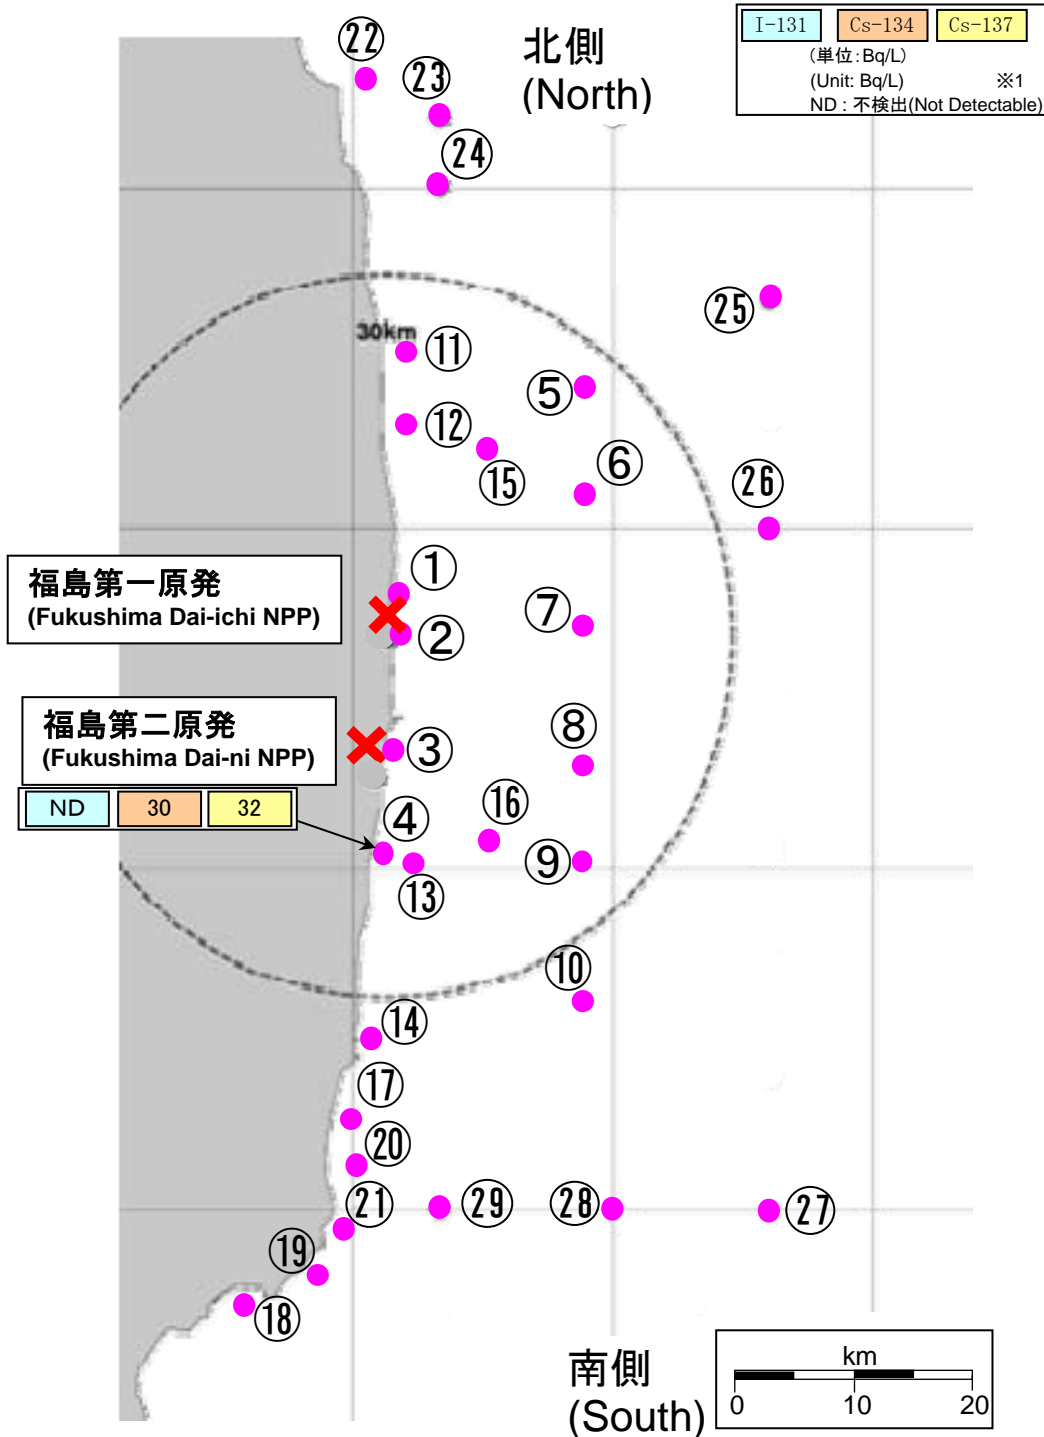 北側
(North)
I-131 Cs-134 Cs-137
(単位:Bq/L)
(Unit: Bq/L) ※1
ND : 不検出(Not Detectable)
㉒
㉓
㉔
㉕
30km
⑪
⑤
⑫
⑮
⑥
㉖
福島第一原発
(Fukushima Dai-ichi NPP)
①
②
⑦
福島第二原発
(Fukushima Dai-ni NPP)
ND 30 32
③
⑧
④
⑯
⑨
⑬
⑩
⑭
⑰
⑳
㉑
㉙
㉘
㉗
⑲
⑱
南側
(South)
km
0 10 20